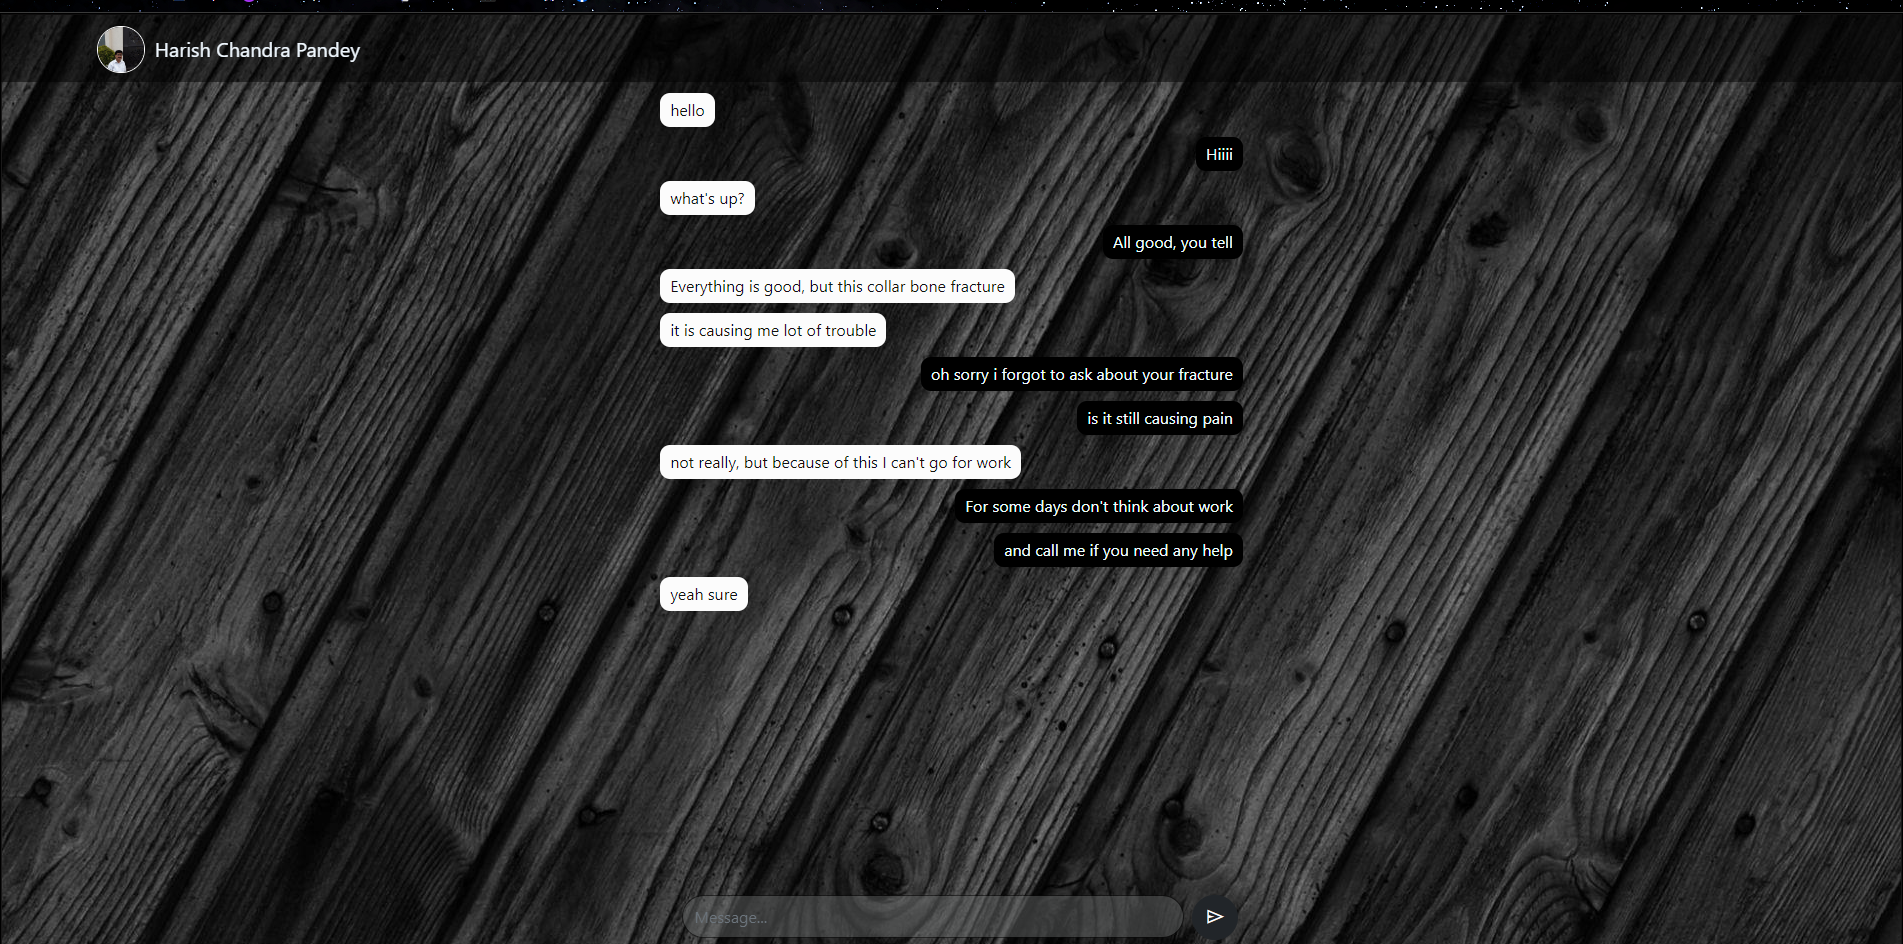 Harish Chandra Pandey
hello
Hiiii
what's up?
All good, you tell
Everything is good, but this collar bone fracture
it is causing me lot of trouble
oh sorry i forgot to ask about your fracture
is it still causing pain
not really, but because of this I can't go for work
For some days don't think about work
and call me if you need any help
yeah sure
Message...